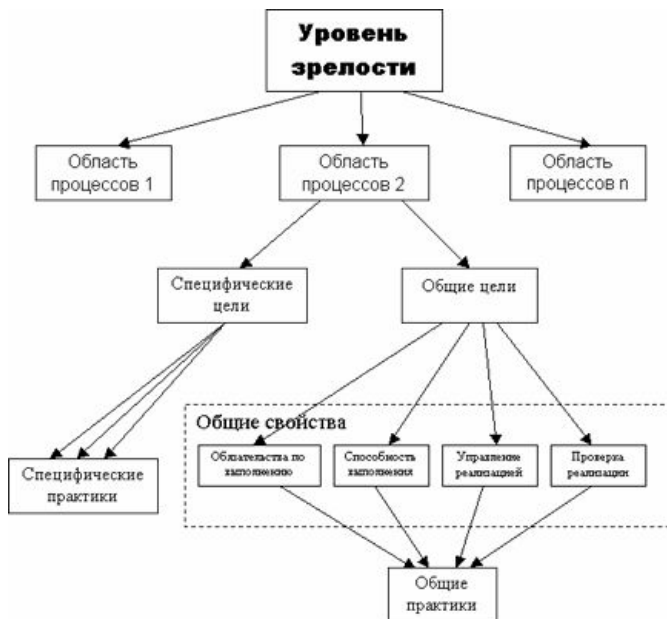 Уровень
зрелости
Область
процессов 1
Область
процессов 2
Область
процессов n
Специфические
цели
Общие цели
Общие свойства
Обязательства по
выполнению
Способность
выполнения
Управление
реализацией
Проверка
реализации
Специфические
практики
Общие
практики